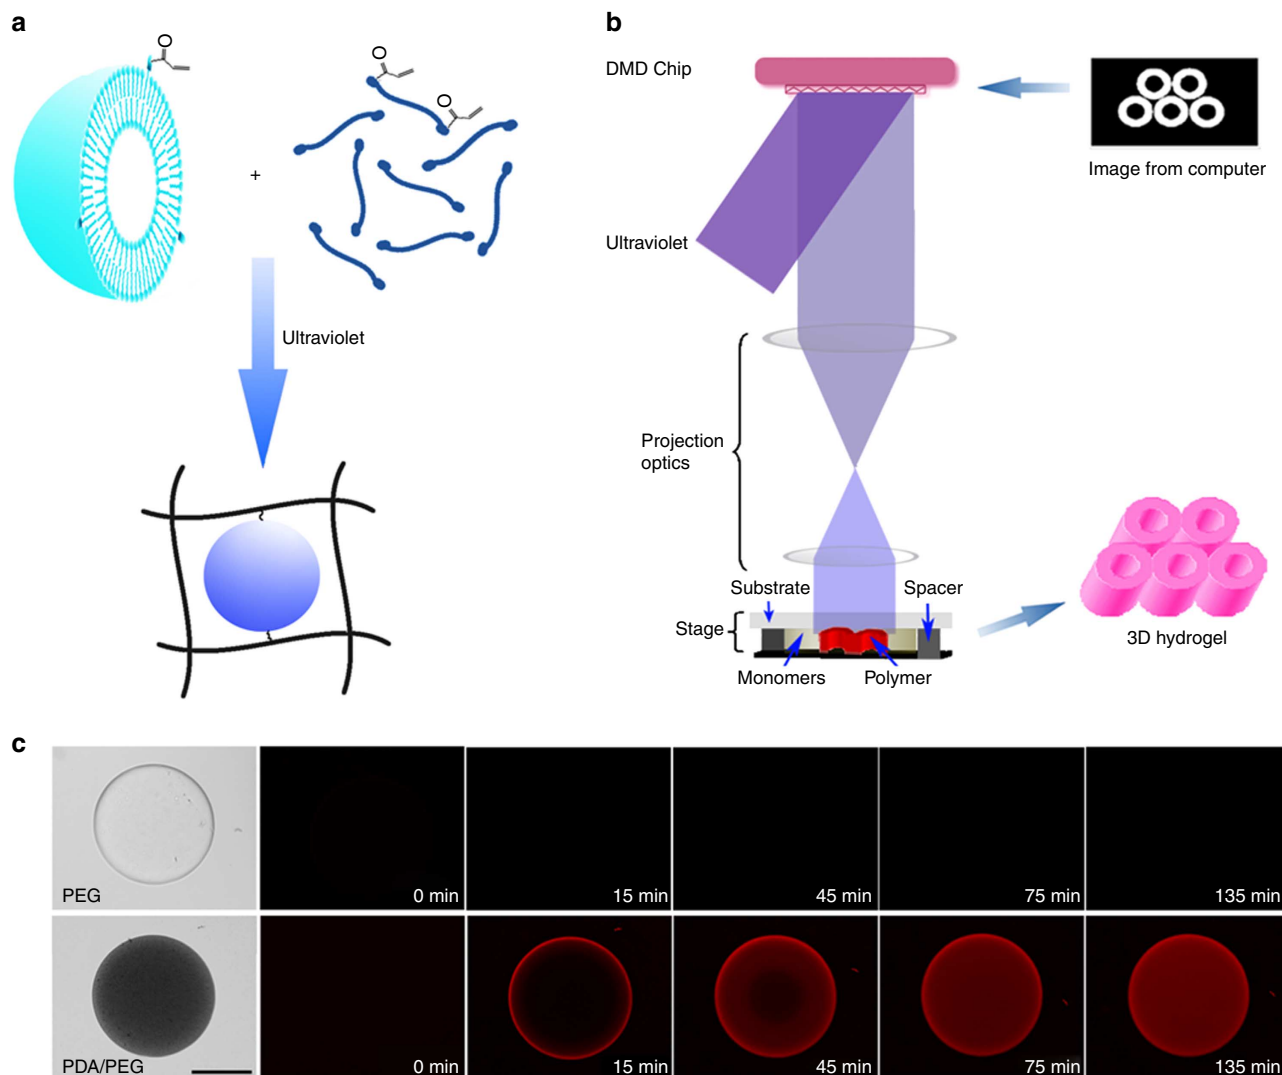 a
O
O
O
+
Ultraviolet
b
DMD Chip
Image from computer
Ultraviolet
Projection
optics
Substrate
Spacer
Stage
Monomers
Polymer
3D hydrogel
c
PEG
0 min
15 min
45 min
75 min
135 min
PDA/PEG
0 min
15 min
45 min
75 min
135 min